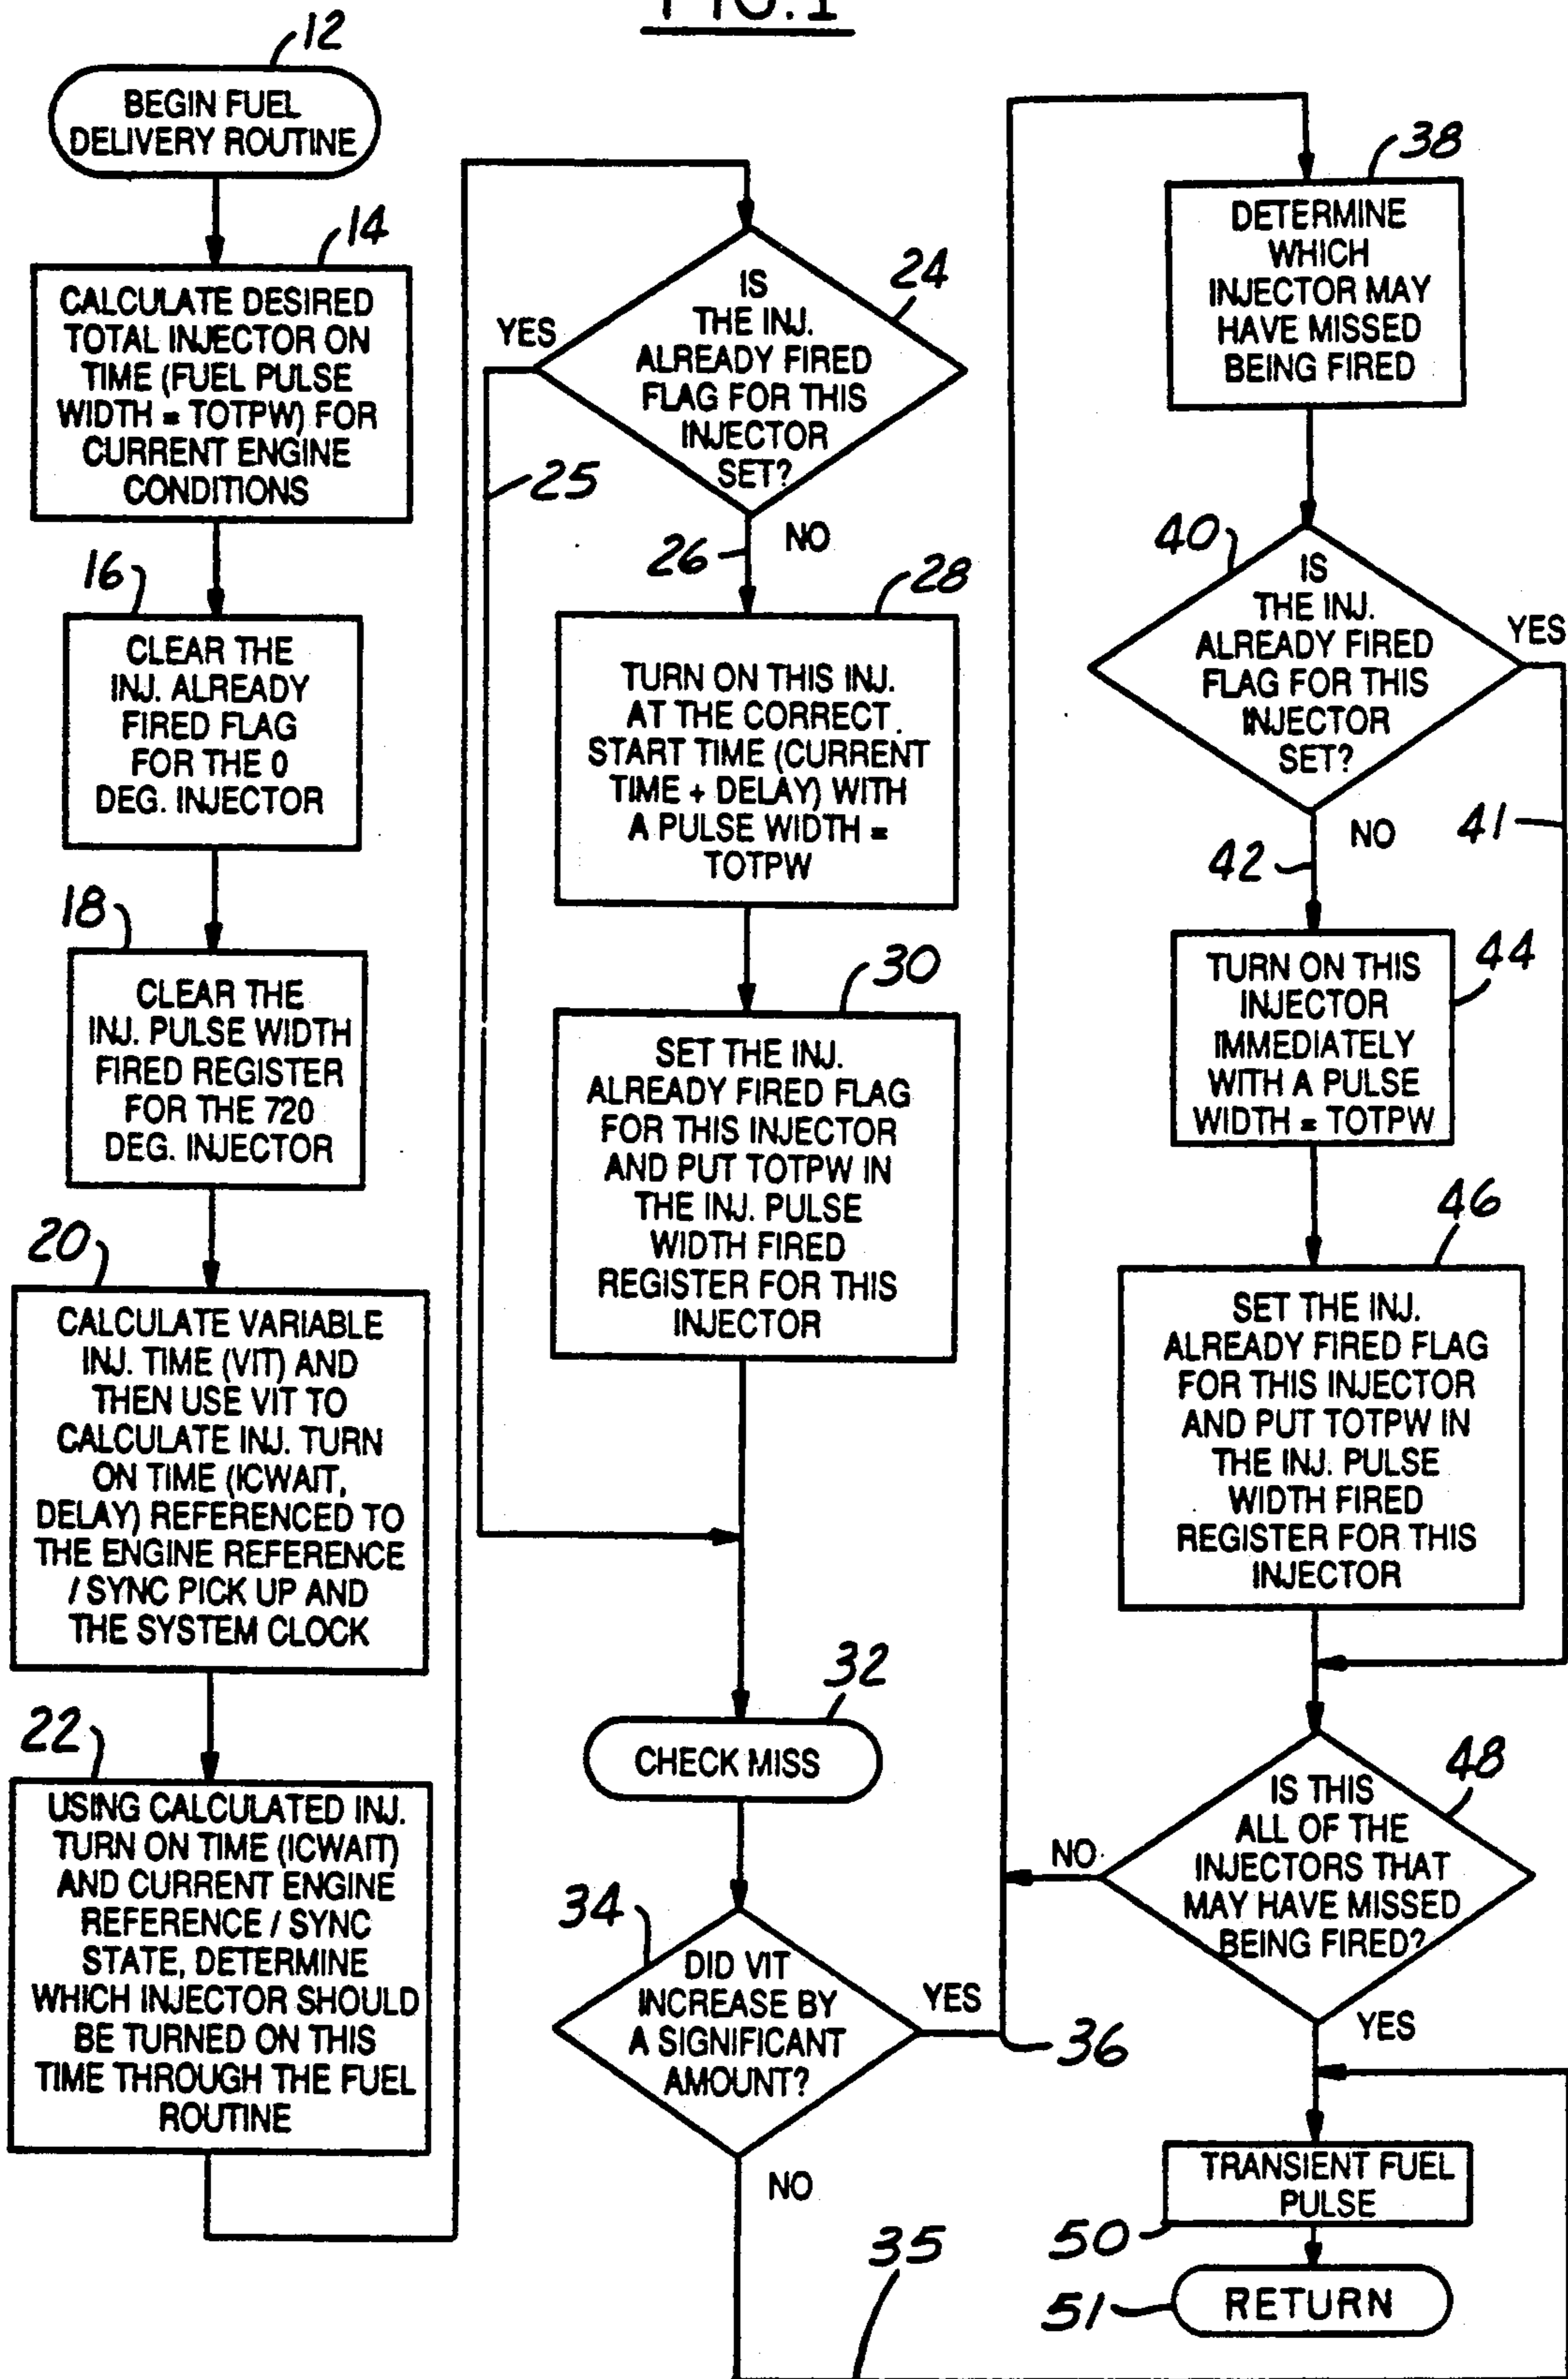 FIG.1
12
BEGIN FUEL
DELIVERY ROUTINE
14
CALCULATE DESIRED
TOTAL INJECTOR ON
TIME (FUEL PULSE
WIDTH = TOTPW) FOR
CURRENT ENGINE
CONDITIONS
16
CLEAR THE
INJ. ALREADY
FIRED FLAG
FOR THE 0
DEG. INJECTOR
18
CLEAR THE
INJ. PULSE WIDTH
FIRED REGISTER
FOR THE 720
DEG. INJECTOR
20
CALCULATE VARIABLE
INJ. TIME (VIT) AND
THEN USE VIT TO
CALCULATE INJ. TURN
ON TIME (ICWAIT,
DELAY) REFERENCED TO
THE ENGINE REFERENCE
/ SYNC PICK UP AND
THE SYSTEM CLOCK
22
USING CALCULATED INJ.
TURN ON TIME (ICWAIT)
AND CURRENT ENGINE
REFERENCE / SYNC
STATE, DETERMINE
WHICH INJECTOR SHOULD
BE TURNED ON THIS
TIME THROUGH THE FUEL
ROUTINE
24
IS
THE INJ.
ALREADY FIRED
FLAG FOR THIS
INJECTOR
SET?
YES
25
NO
26
28
TURN ON THIS INJ.
AT THE CORRECT
START TIME (CURRENT
TIME + DELAY) WITH
A PULSE WIDTH =
TOTPW
30
SET THE INJ.
ALREADY FIRED FLAG
FOR THIS INJECTOR
AND PUT TOTPW IN
THE INJ. PULSE
WIDTH FIRED
REGISTER FOR THIS
INJECTOR
32
CHECK MISS
34
DID VIT
INCREASE BY
A SIGNIFICANT
AMOUNT?
YES
36
NO
35
38
DETERMINE
WHICH
INJECTOR MAY
HAVE MISSED
BEING FIRED
40
IS
THE INJ.
ALREADY FIRED
FLAG FOR THIS
INJECTOR
SET?
YES
41
NO
42
44
TURN ON THIS
INJECTOR
IMMEDIATELY
WITH A PULSE
WIDTH = TOTPW
46
SET THE INJ.
ALREADY FIRED FLAG
FOR THIS INJECTOR
AND PUT TOTPW IN
THE INJ. PULSE
WIDTH FIRED
REGISTER FOR THIS
INJECTOR
48
IS THIS
ALL OF THE
INJECTORS THAT
MAY HAVE MISSED
BEING FIRED?
NO
YES
TRANSIENT FUEL
PULSE
50
RETURN
51